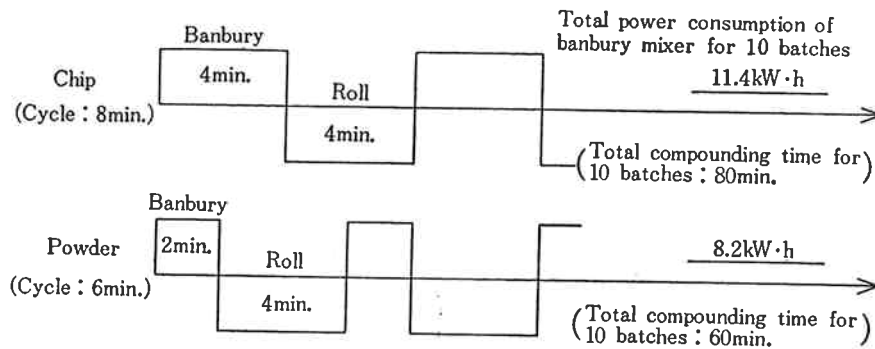 Total power consumption of
banbury mixer for 10 batches
Banbury
4min.
11.4kW·h
Chip
(Cycle : 8min.)
Roll
4min.
(Total compounding time for
10 batches : 80min.)
Banbury
2min.
8.2kW·h
Powder
(Cycle : 6min.)
Roll
4min.
(Total compounding time for
10 batches : 60min.)